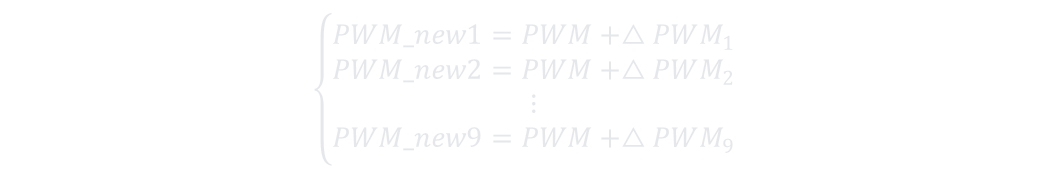 PWM_new1 = PWM +△ PWM₁
PWM_new2 = PWM +△ PWM₂
⋮
PWM_new9 = PWM +△ PWM₉